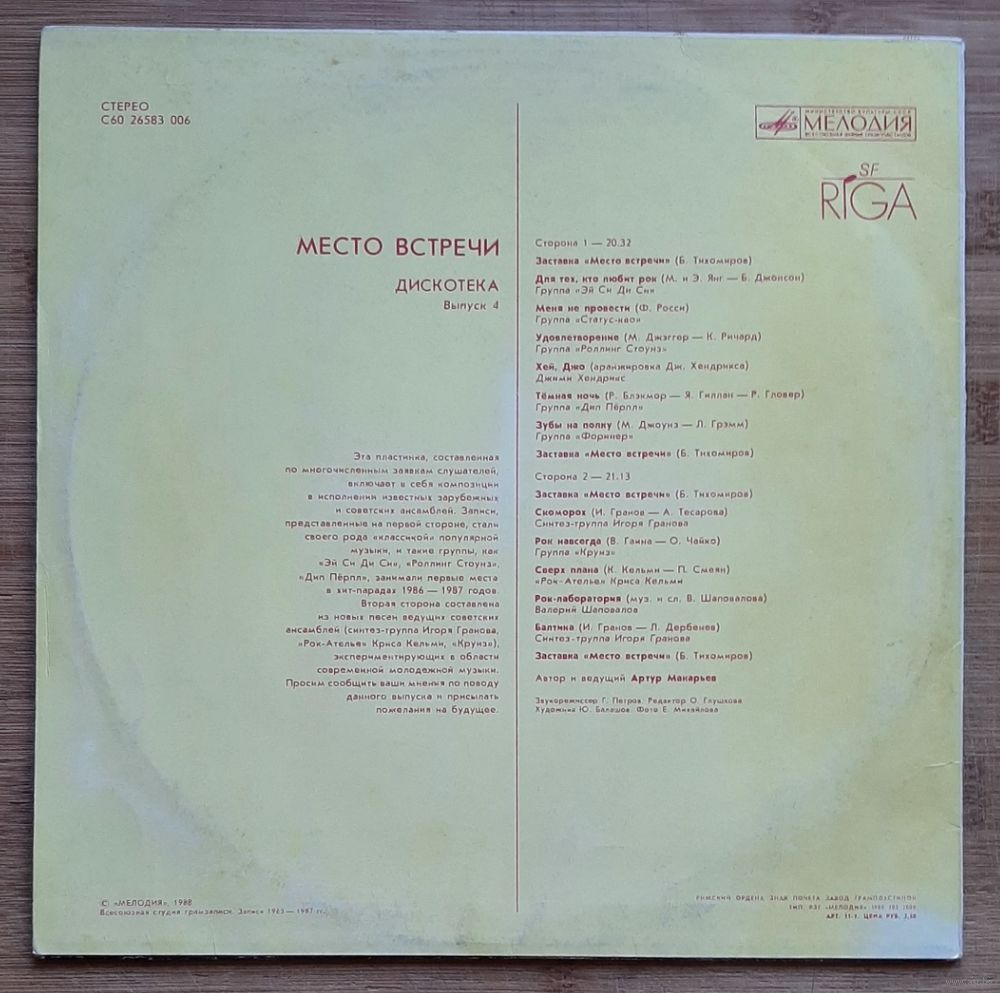 СТЕРЕО
С60 26583 006
МИНИСТЕРСТВО КУЛЬТУРЫ СССР
МЕЛОДИЯ
SF
RIGA
МЕСТО ВСТРЕЧИ
ДИСКОТЕКА
Выпуск 4
Эта пластинка, составленная
по многочисленным заявкам слушателей,
включает в себя композиции
в исполнении известных зарубежных
и советских ансамблей. Записи,
представленные на первой стороне, стали
своего рода «классикой» популярной
музыки, и такие группы, как
«Эй Си Ди Си», «Роллинг Стоунз»,
«Дип Пёрпл», занимали первые места
в хит-парадах 1986 — 1987 годов.
Вторая сторона составлена
из новых песен ведущих советских
ансамблей (синтез-группа Игоря Гранова,
«Рок-Ателье» Криса Кельми, «Круиз»),
экспериментирующих в области
современной молодежной музыки.
Просим сообщить ваши мнения по поводу
данного выпуска и присылать
пожелания на будущее.
Сторона 1 — 20.32
Заставка «Место встречи» (Б. Тихомиров)
Для тех, кто любит рок (М. и Э. Янг — Б. Джонсон)
Группа «Эй Си Ди Си»
Меня не провести (Ф. Росси)
Группа «Статус-кво»
Удовлетворение (М. Джэггер — К. Ричард)
Группа «Роллинг Стоунз»
Хей, Джо (аранжировка Дж. Хендрикса)
Джими Хендрикс
Тёмная ночь (Р. Блэкмор — Я. Гиллан — Р. Гловер)
Группа «Дип Пёрпл»
Зубы на полку (М. Джоунз — Л. Грэмм)
Группа «Форинер»
Заставка «Место встречи» (Б. Тихомиров)
Сторона 2 — 21.13
Заставка «Место встречи» (Б. Тихомиров)
Скоморох (И. Гранов — А. Тесарова)
Синтез-группа Игоря Гранова
Рок навсегда (В. Гаина — О. Чайко)
Группа «Круиз»
Сверх плана (К. Кельми — П. Смеян)
«Рок-Ателье» Криса Кельми
Рок-лаборатория (муз. и сл. В. Шаповалова)
Валерий Шаповалов
Балтика (И. Гранов — Л. Дербенев)
Синтез-группа Игоря Гранова
Заставка «Место встречи» (Б. Тихомиров)
Автор и ведущий Артур Макарьев
Звукорежиссер Г. Петров. Редактор О. Глушкова
Художник Ю. Балашов. Фото Е. Михайлова
© «МЕЛОДИЯ», 1988
Всесоюзная студия грамзаписи. Записи 1963—1987 гг.
РИЖСКИЙ ОРДЕНА ЗНАК ПОЧЕТА ЗАВОД ГРАМПЛАСТИНОК
ТИП. РЗГ «МЕЛОДИЯ»
АРТ. 11-1. ЦЕНА РУБ.